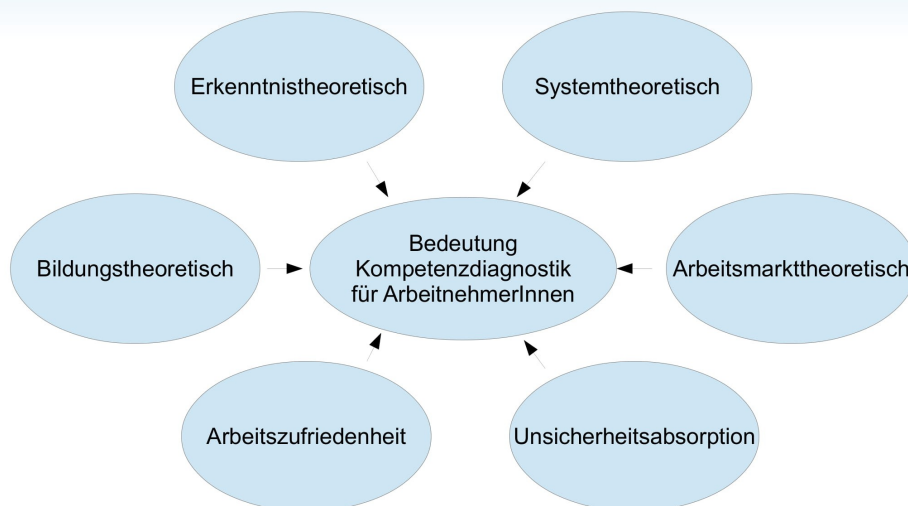 Erkenntnistheoretisch
Systemtheoretisch
Bildungstheoretisch
Bedeutung
Kompetenzdiagnostik
für ArbeitnehmerInnen
Arbeitsmarkttheoretisch
Arbeitszufriedenheit
Unsicherheitsabsorption